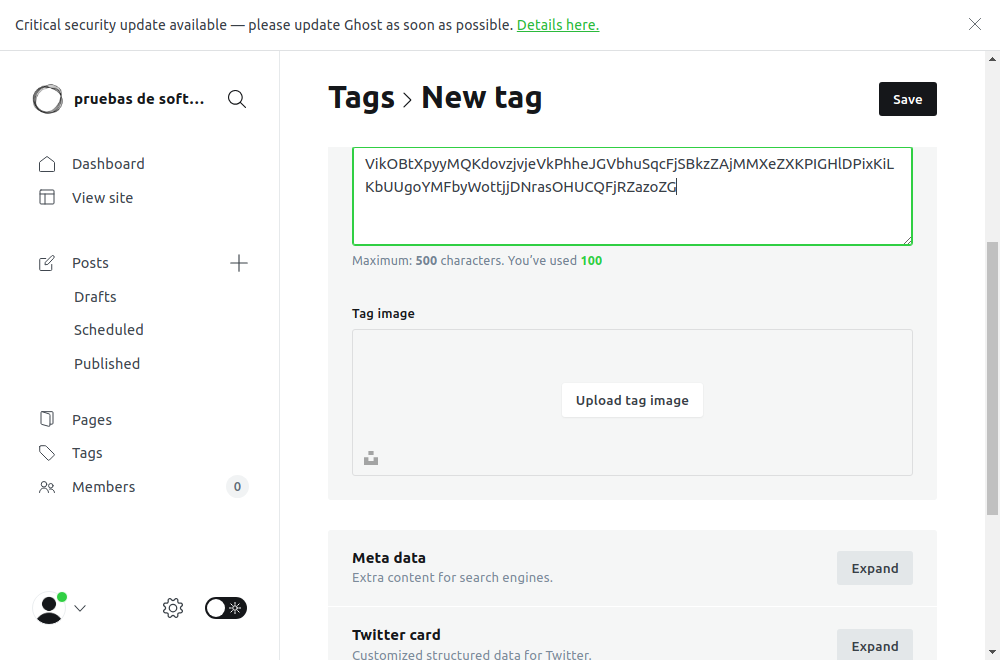 Critical security update available — please update Ghost as soon as possible. Details here.
pruebas de soft...
Tags > New tag
Save
Dashboard
View site
Posts
Drafts
Scheduled
Published
Pages
Tags
Members
0
VikOBtXpyyMQKdovzjvjeVkPhheJGVbhuSqcFjSBkzZAjMMXeZXKPIGHlDPixKiL
KbUUgoYMFbyWottjjDNrasOHUCQFjRZazoZG
Maximum: 500 characters. You’ve used 100
Tag image
Upload tag image
Meta data
Extra content for search engines.
Expand
Twitter card
Customized structured data for Twitter.
Expand